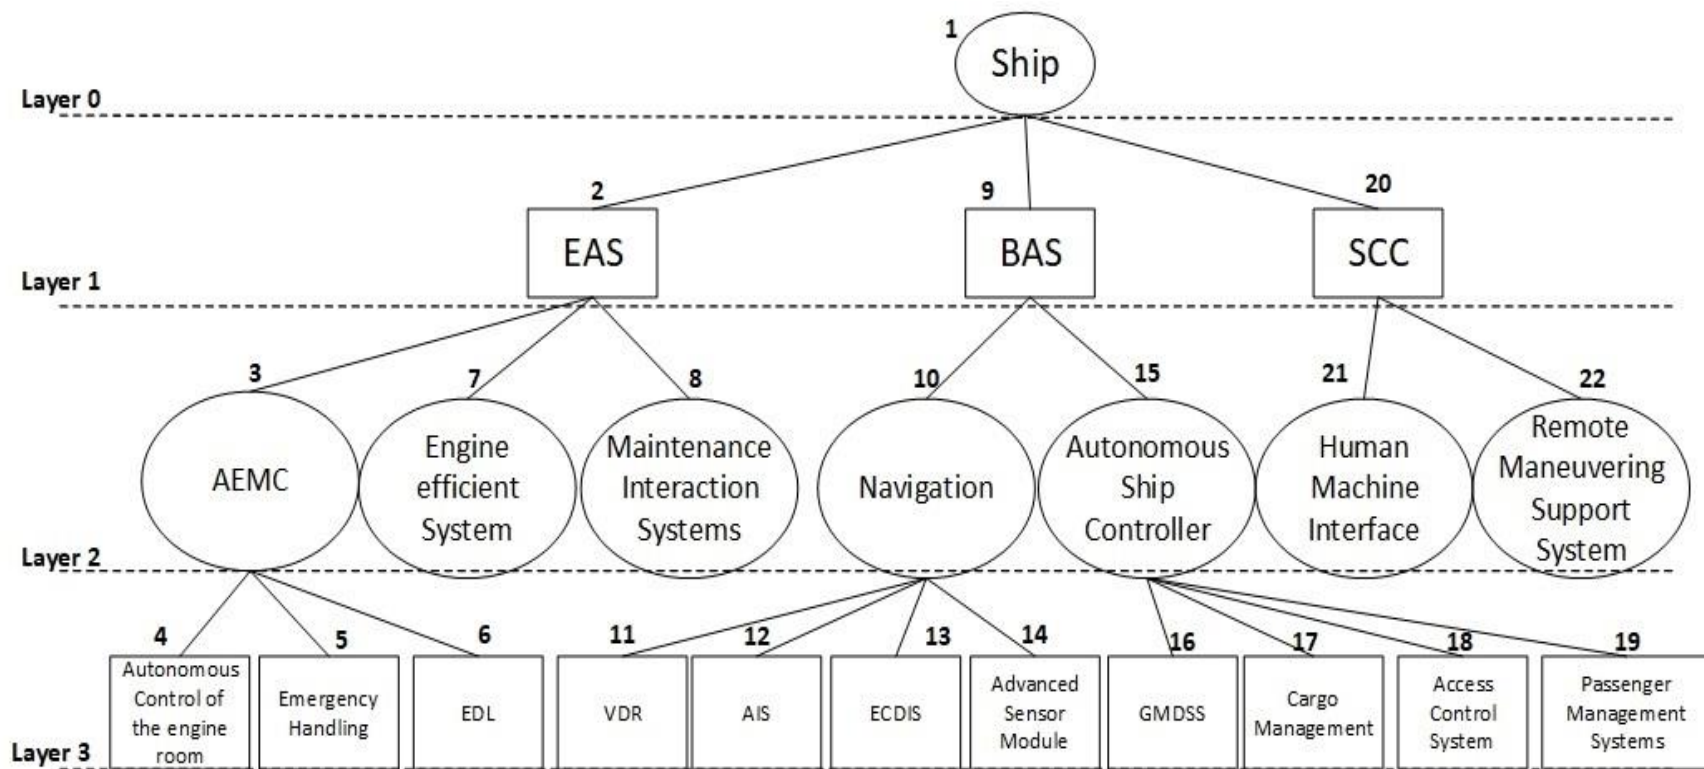 1
Ship
Layer 0
2
9
20
EAS
BAS
SCC
Layer 1
3
7
8
10
15
21
22
AEMC
Engine
efficient
System
Maintenance
Interaction
Systems
Navigation
Autonomous
Ship
Controller
Human
Machine
Interface
Remote
Maneuvering
Support
System
Layer 2
4
5
6
11
12
13
14
16
17
18
19
Autonomous
Control of
the engine
room
Emergency
Handling
EDL
VDR
AIS
ECDIS
Advanced
Sensor
Module
GMDSS
Cargo
Management
Access
Control
System
Passenger
Management
Systems
Layer 3